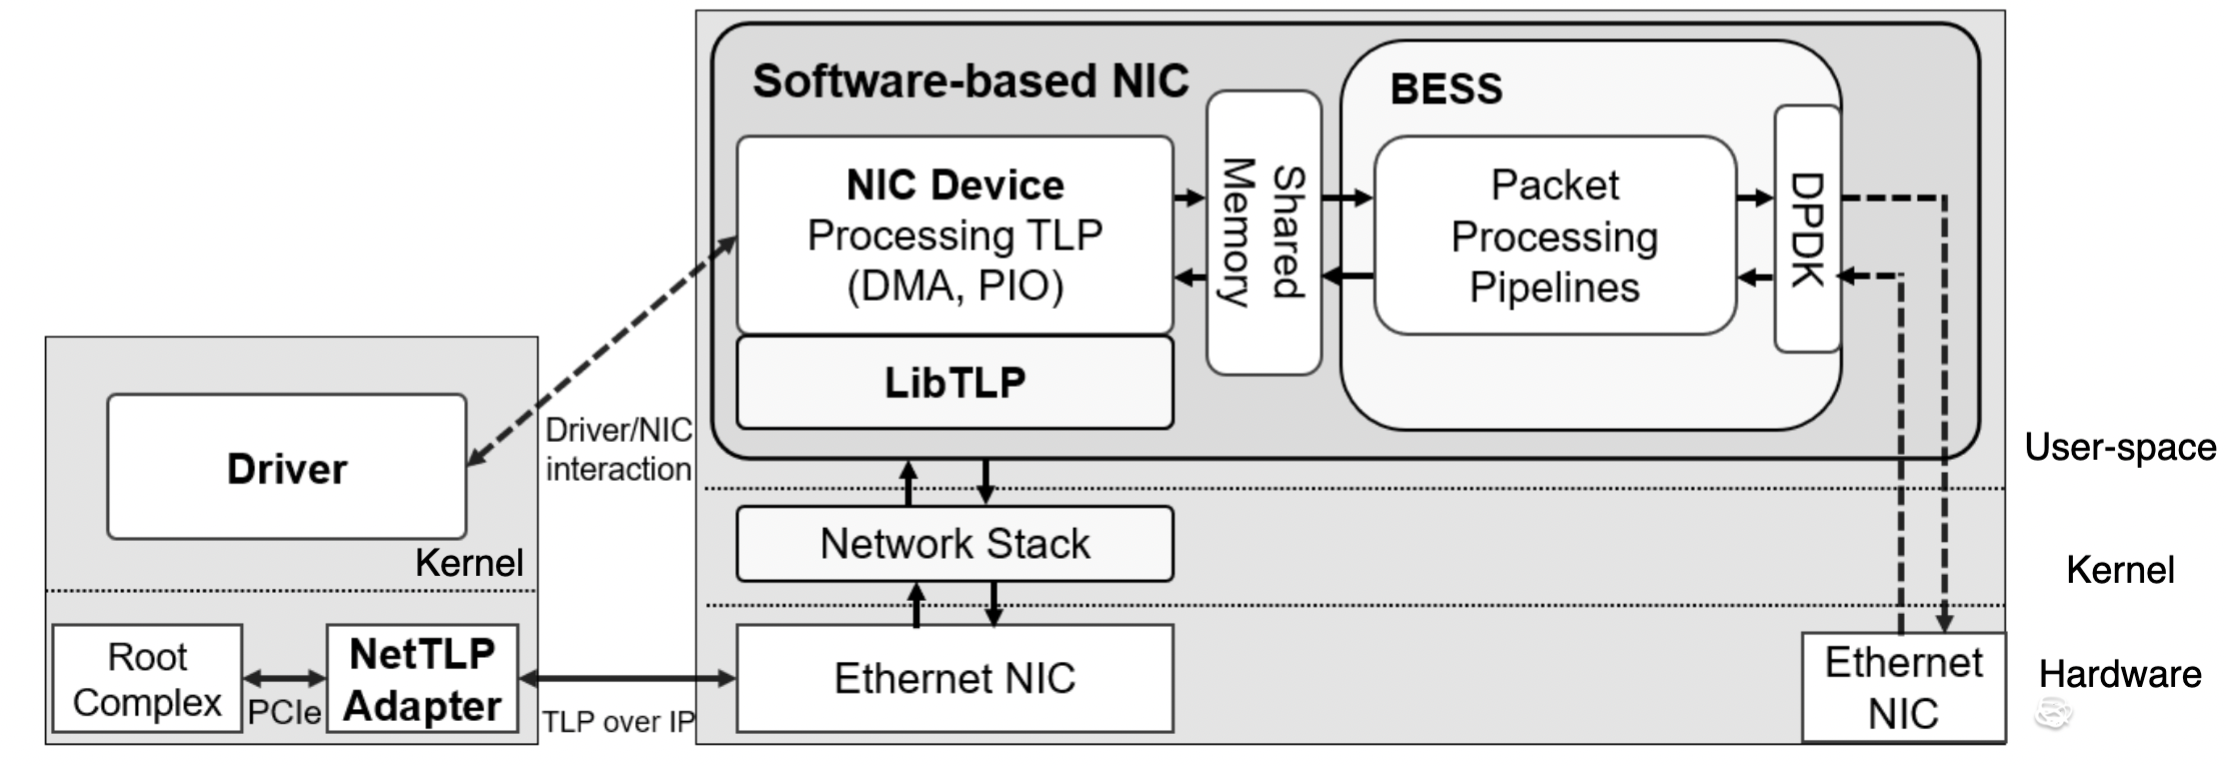 Software-based NIC
BESS
NIC Device
Processing TLP
(DMA, PIO)
LibTLP
Shared
Memory
Packet
Processing
Pipelines
DPDK
Driver
Kernel
Driver/NIC
interaction
Root
Complex
PCIe
NetTLP
Adapter
TLP over IP
Network Stack
Ethernet NIC
Ethernet
NIC
User-space
Kernel
Hardware